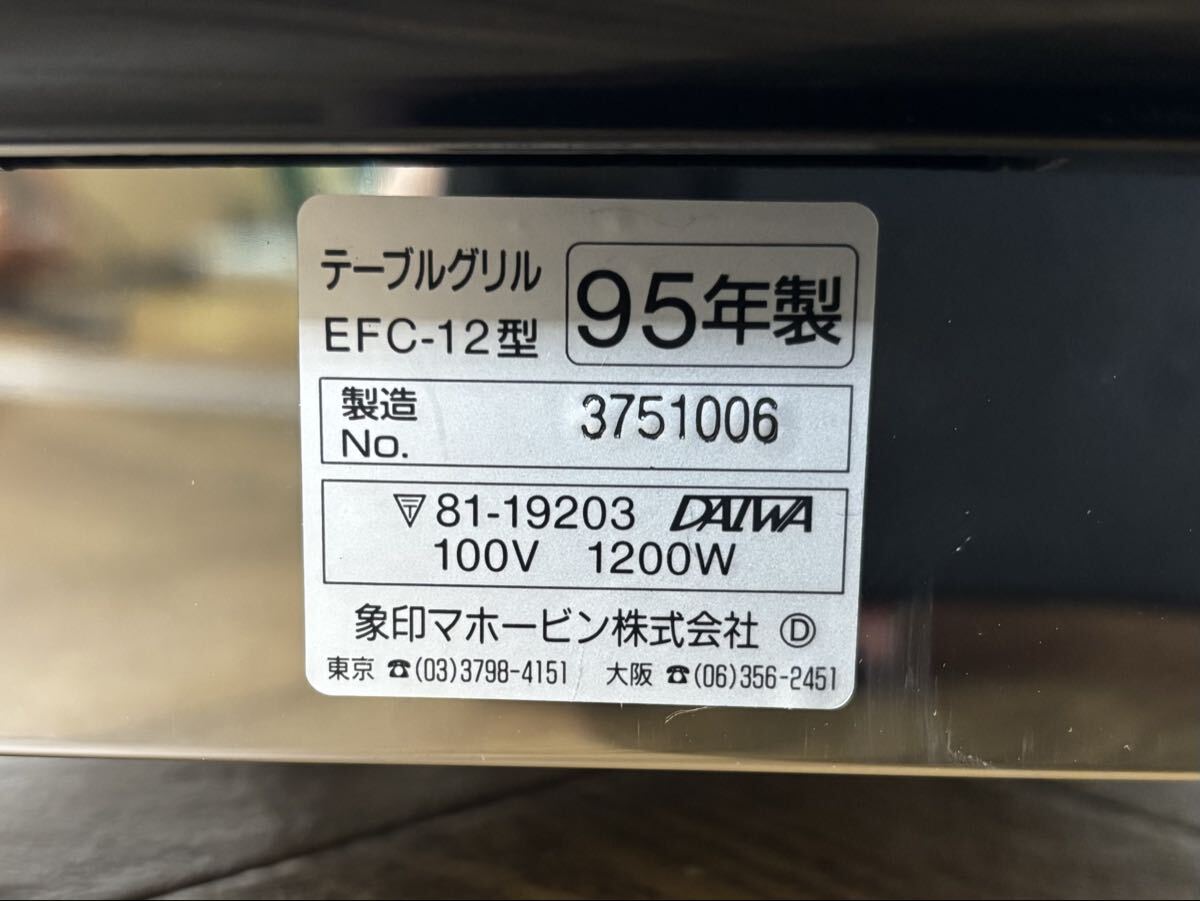 テーブルグリル
EFC-12型
95年製
製造
No.
3751006
〒 81-19203 DAIWA
100V 1200W
象印マホービン株式会社 Ⓓ
東京 ☎(03)3798-4151 大阪 ☎(06)356-2451